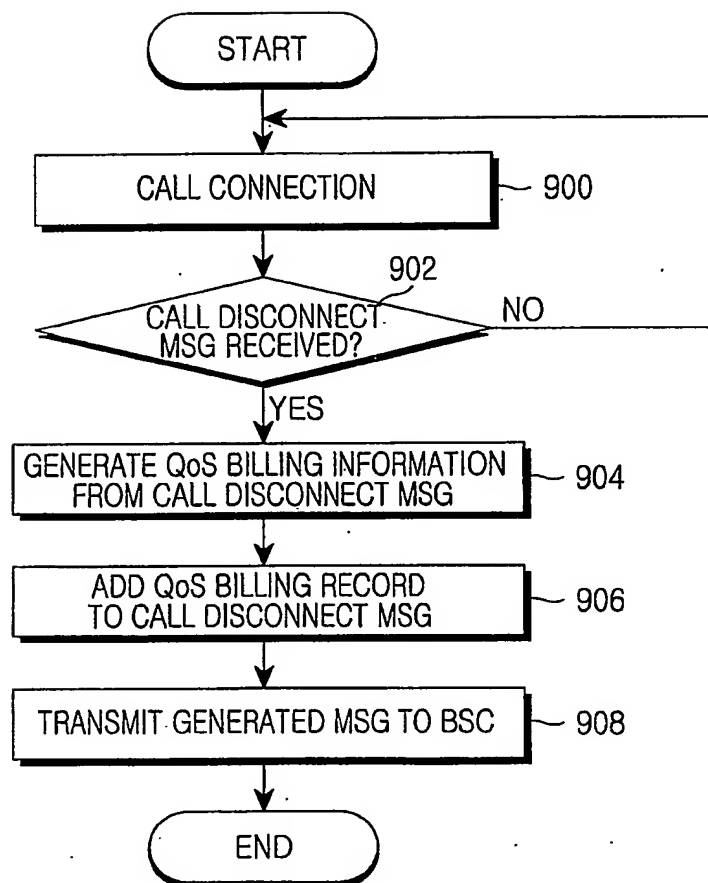 START
CALL CONNECTION
900
902
CALL DISCONNECT
MSG RECEIVED?
NO
YES
GENERATE QoS BILLING INFORMATION
FROM CALL DISCONNECT MSG
904
ADD QoS BILLING RECORD
TO CALL DISCONNECT MSG
906
TRANSMIT GENERATED MSG TO BSC
908
END